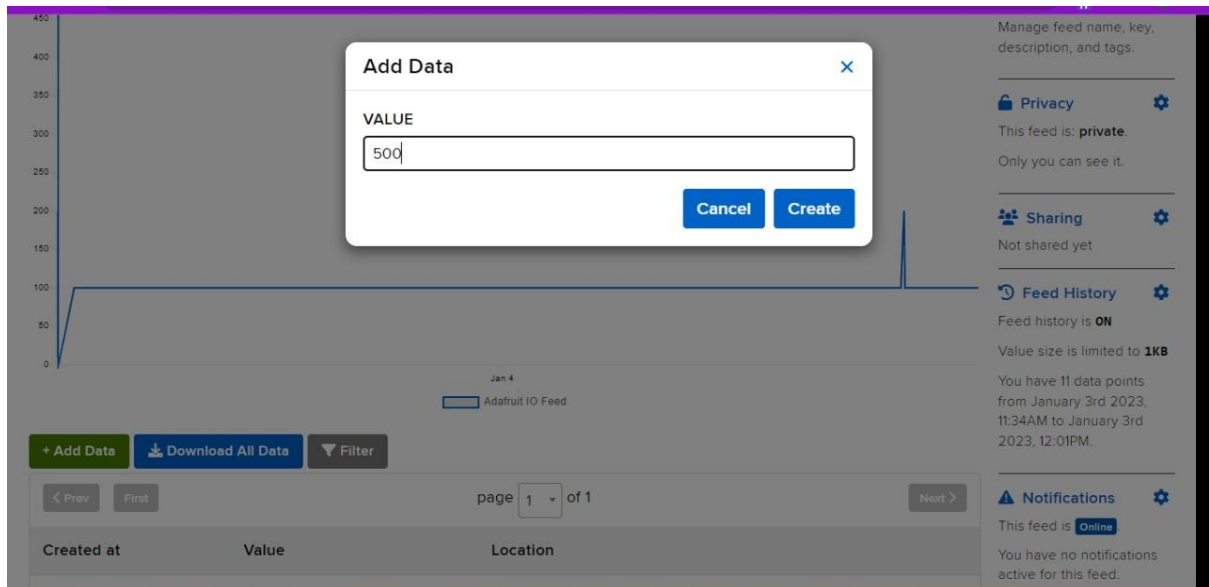 450
400
350
300
250
200
150
100
50
0
Jan 4
Adafruit IO Feed
Add Data
×
VALUE
500
Cancel
Create
+ Add Data
Download All Data
Filter
< Prev
First
page 1 of 1
Next >
Created at
Value
Location
Manage feed name, key,
description, and tags.
Privacy
This feed is: private.
Only you can see it.
Sharing
Not shared yet
Feed History
Feed history is ON
Value size is limited to 1KB
You have 11 data points
from January 3rd 2023,
11:34AM to January 3rd
2023, 12:01PM.
Notifications
This feed is Online.
You have no notifications
active for this feed.